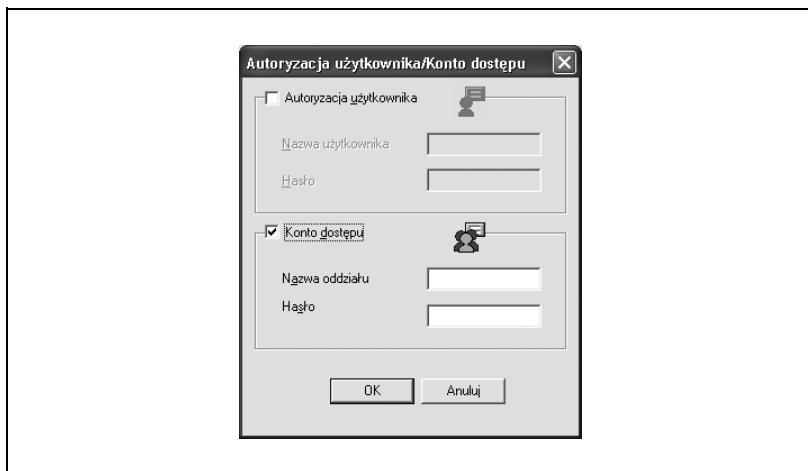 Autoryzacja użytkownika/Konto dostępu
Autoryzacja użytkownika
Nazwa użytkownika
Hasło
Konto dostępu
Nazwa oddziału
Hasło
OK Anuluj